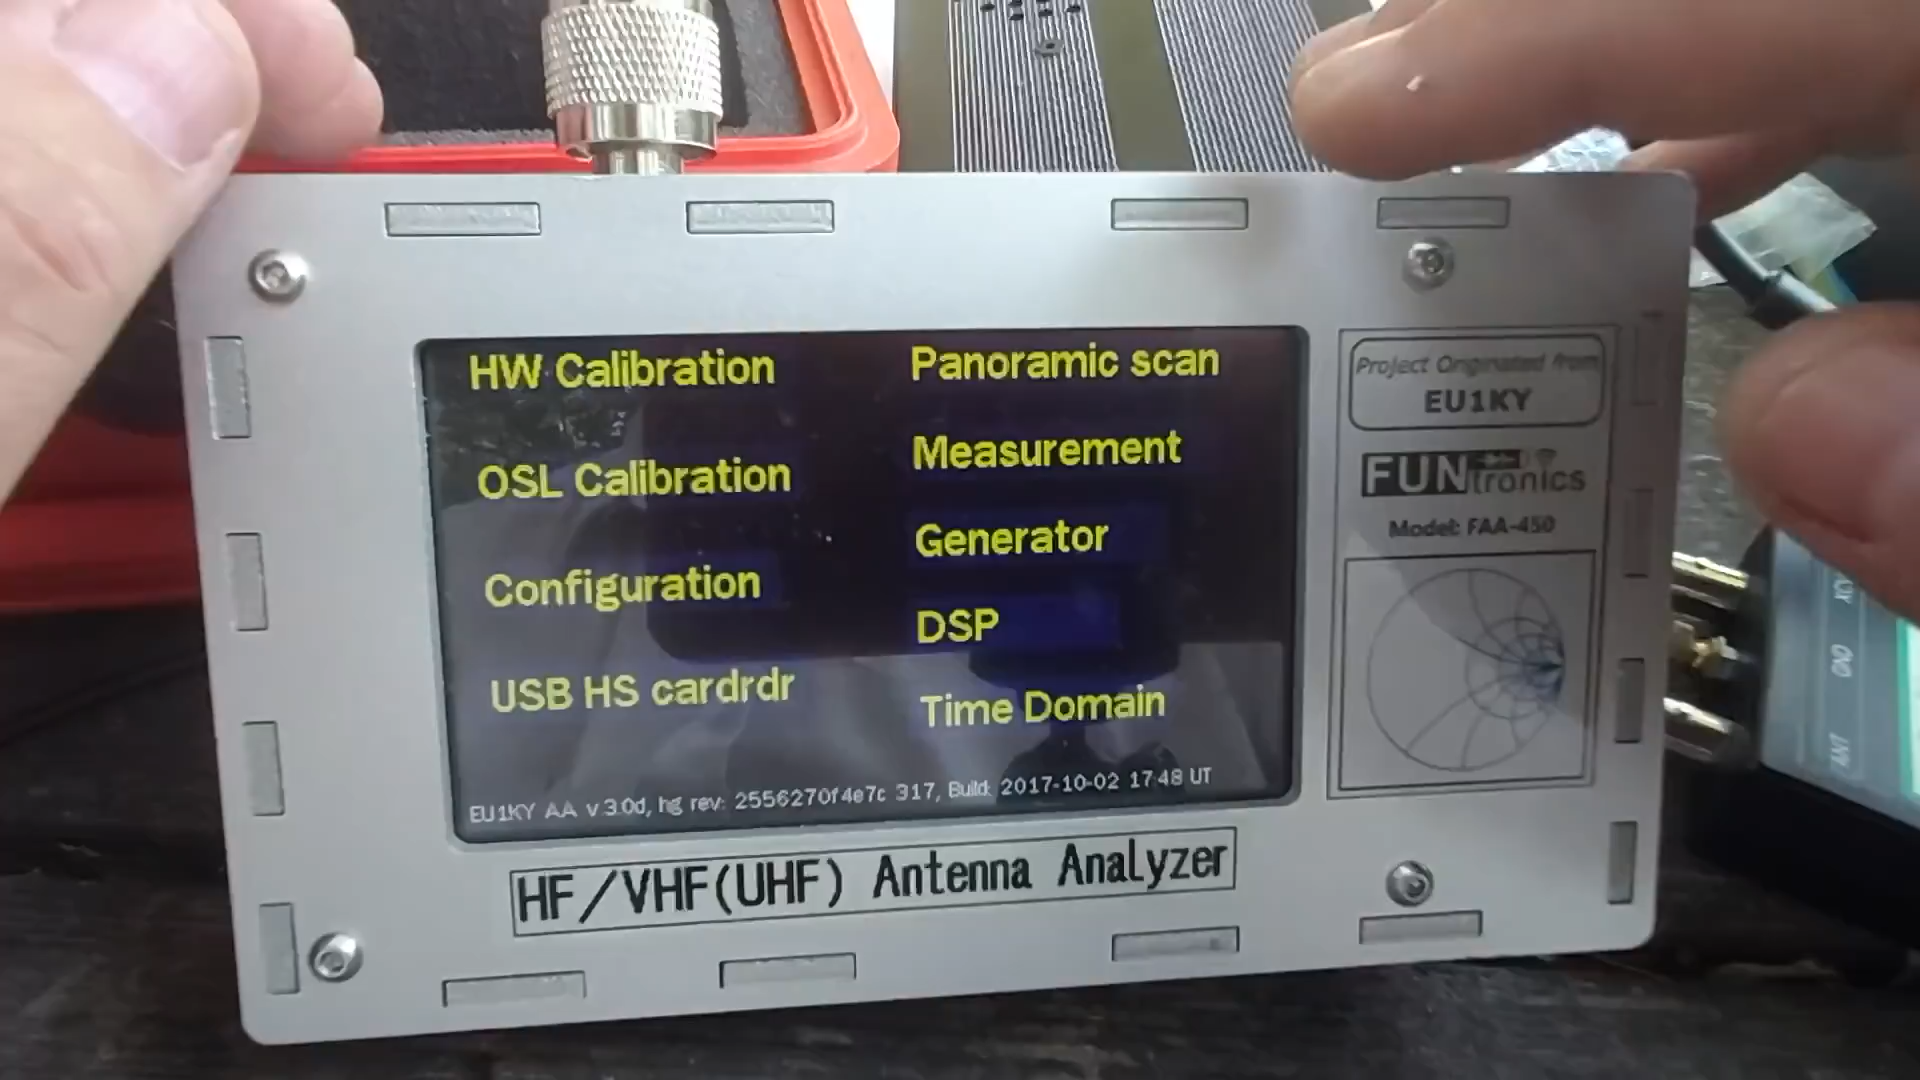 HW Calibration
OSL Calibration
Configuration
USB HS cardrdr
Panoramic scan
Measurement
Generator
DSP
Time Domain
EU1KY AA v.3.0d, hg rev: 2556270f4e7c 317, Build: 2017-10-02 17:48 UT
HF/VHF(UHF) Antenna Analyzer
Project Originated from
EU1KY
FUNtronics
Model: FAA-450
GND
ANT